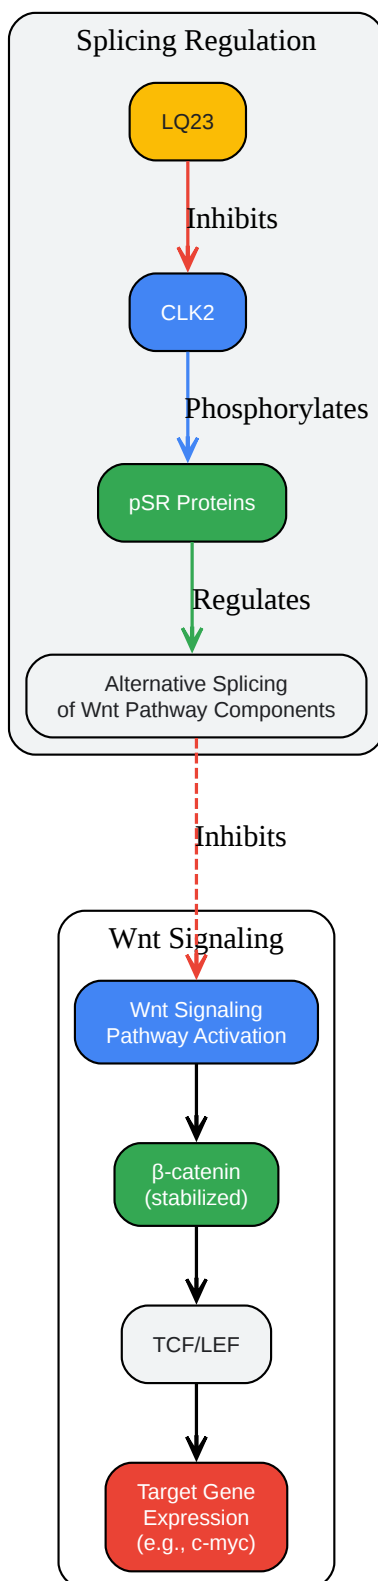 Splicing Regulation
LQ23
Inhibits
CLK2
Phosphorylates
pSR Proteins
Regulates
Alternative Splicing
of Wnt Pathway Components
Inhibits
Wnt Signaling
Wnt Signaling
Pathway Activation
β-catenin
(stabilized)
TCF/LEF
Target Gene
Expression
(e.g., c-myc)